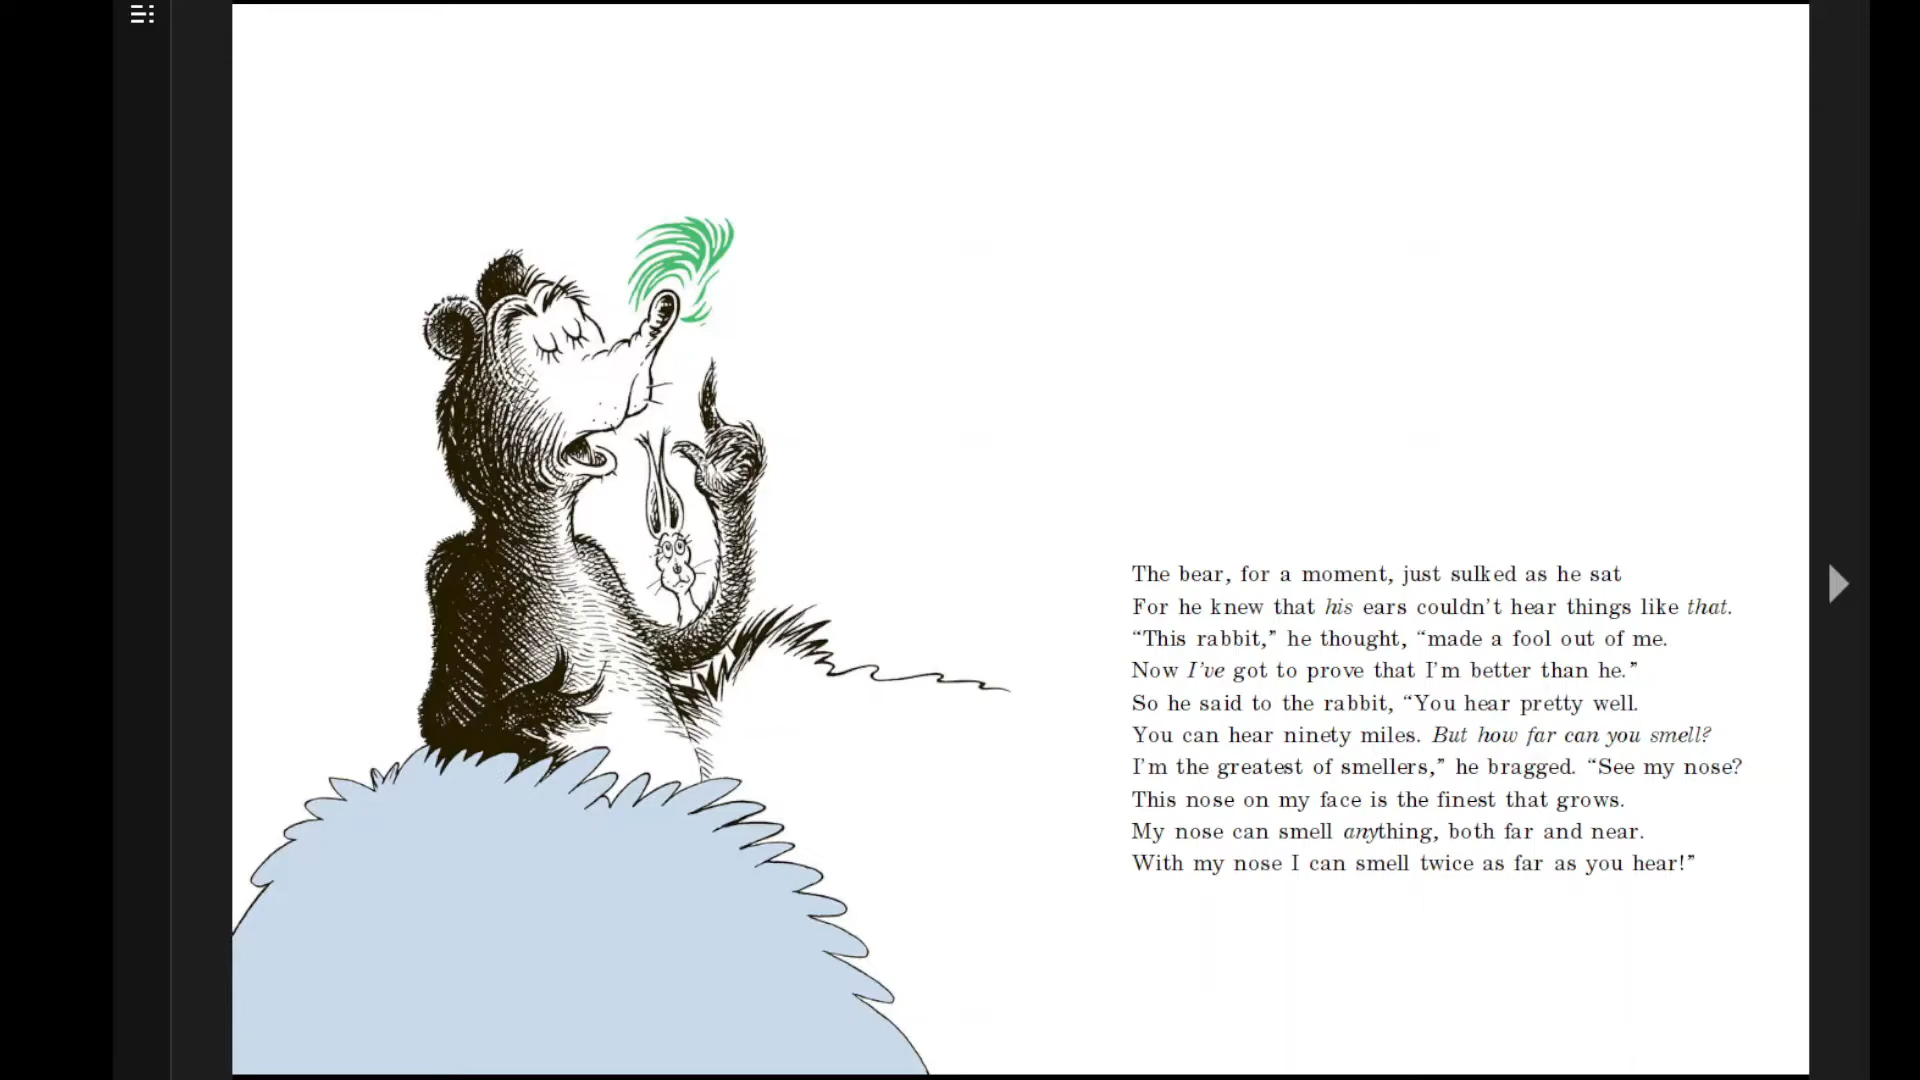 The bear, for a moment, just sulked as he sat
For he knew that his ears couldn’t hear things like that.
“This rabbit,” he thought, “made a fool out of me.
Now I’ve got to prove that I’m better than he.”
So he said to the rabbit, “You hear pretty well.
You can hear ninety miles. But how far can you smell?
I’m the greatest of smellers,” he bragged. “See my nose?
This nose on my face is the finest that grows.
My nose can smell anything, both far and near.
With my nose I can smell twice as far as you hear!”